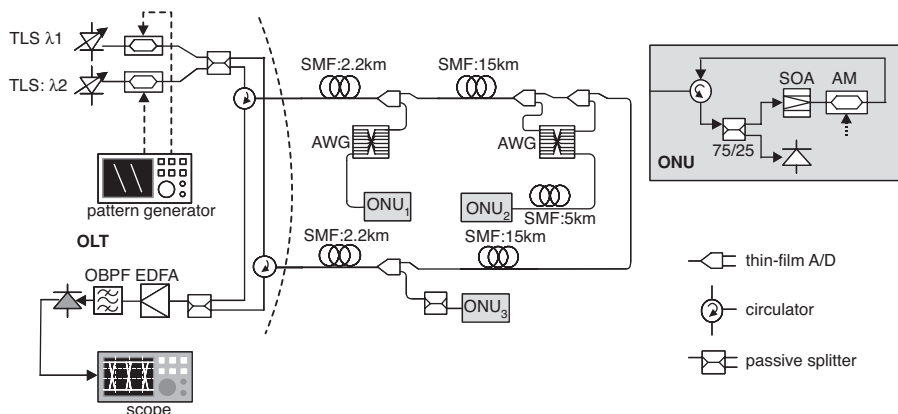 TLS λ1
TLS: λ2
pattern generator
OLT
OBPF EDFA
scope
SMF:2.2km
SMF:15km
AWG
AWG
ONU1
ONU2
SMF:5km
SMF:2.2km
SMF:15km
ONU3
SOA AM
75/25
ONU
thin-film A/D
circulator
passive splitter